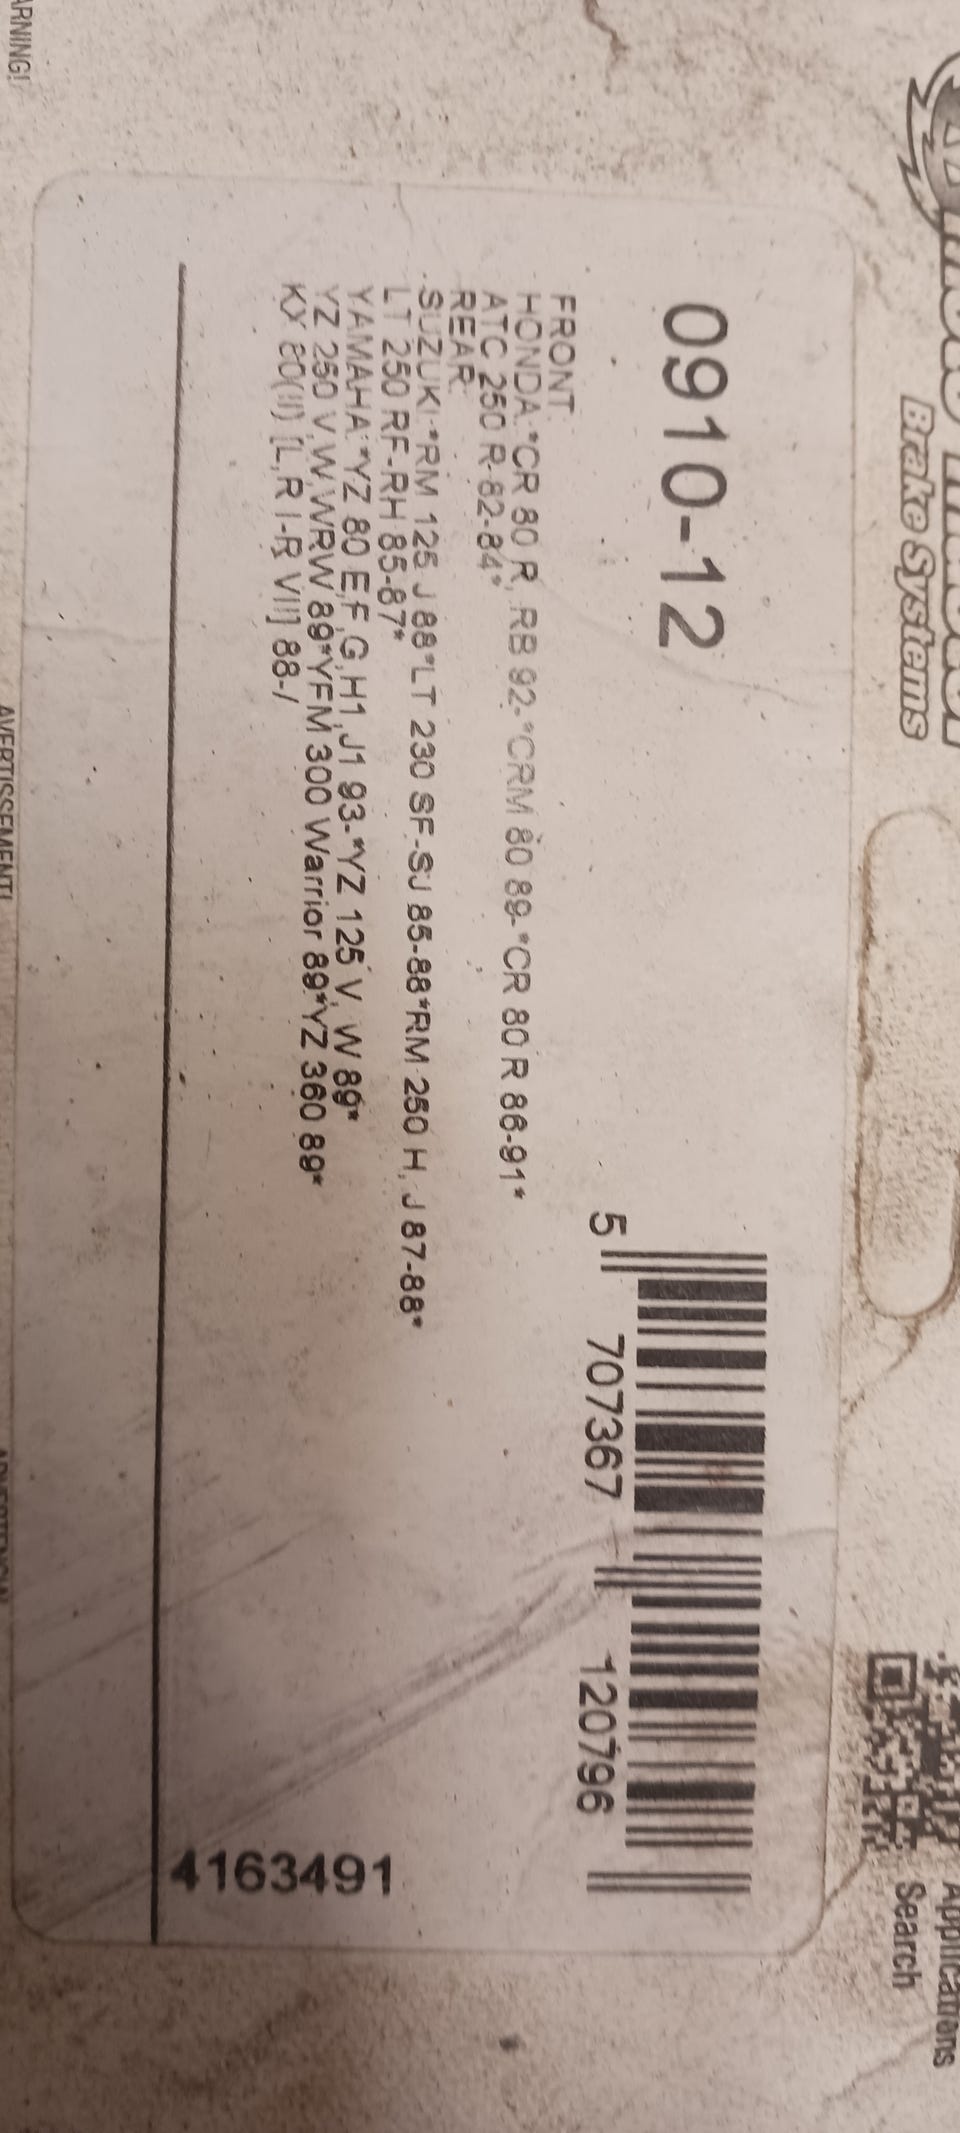 Brake Systems
Applications
Search
0910-12
5 707367 120796
FRONT:
HONDA:*CR 80 R, RB 92-*CRM 80 89-*CR 80 R 86-91*
ATC 250 R-82-84*
REAR:
SUZUKI:*RM 125 J 88*LT 230 SF-SJ 85-88*RM 250 H, J 87-88*
LT 250 RF-RH 85-87*
YAMAHA:*YZ 80 E,F,G,H1,J1 93-*YZ 125 V, W 89*
YZ 250 V,W,WRW 89*YFM 300 Warrior 89*YZ 360 89*
KX 80(II) [L,R I-R VII] 88-/
4163491
AVERTISSEMENT!